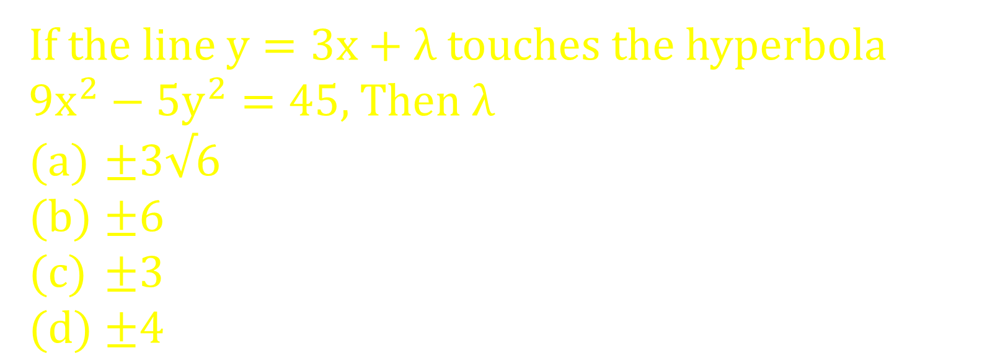 If the line y = 3x + λ touches the hyperbola
9x² − 5y² = 45, Then λ
(a) ±3√6
(b) ±6
(c) ±3
(d) ±4